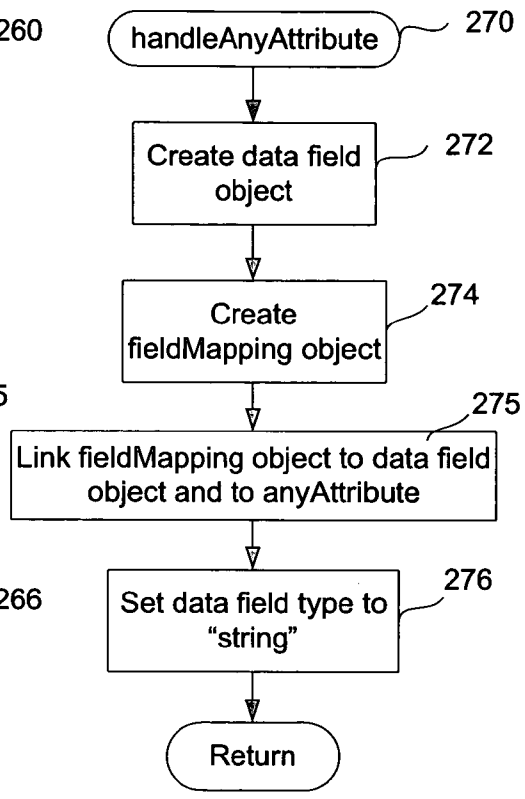 260
handleAnyAttribute
270
Create data field
object
272
Create
fieldMapping object
274
5
275
Link fieldMapping object to data field
object and to anyAttribute
266
Set data field type to
“string”
276
Return